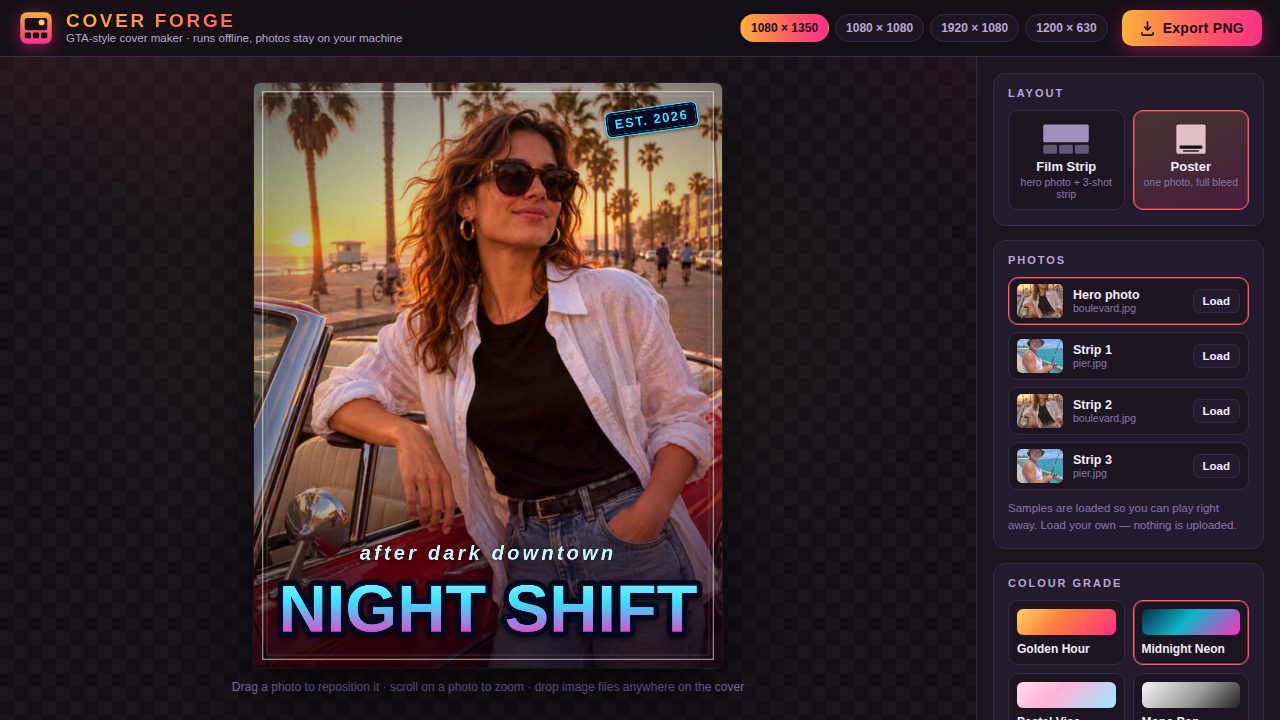 COVER FORGE
GTA-style cover maker · runs offline, photos stay on your machine
1080 × 1350
1080 × 1080
1920 × 1080
1200 × 630
Export PNG
EST. 2026
after dark downtown
NIGHT SHIFT
Drag a photo to reposition it · scroll on a photo to zoom · drop image files anywhere on the cover
LAYOUT
Film Strip
hero photo + 3-shot
strip
Poster
one photo, full bleed
PHOTOS
Hero photo
boulevard.jpg
Load
Strip 1
pier.jpg
Load
Strip 2
boulevard.jpg
Load
Strip 3
pier.jpg
Load
Samples are loaded so you can play right
away. Load your own — nothing is uploaded.
COLOUR GRADE
Golden Hour
Midnight Neon